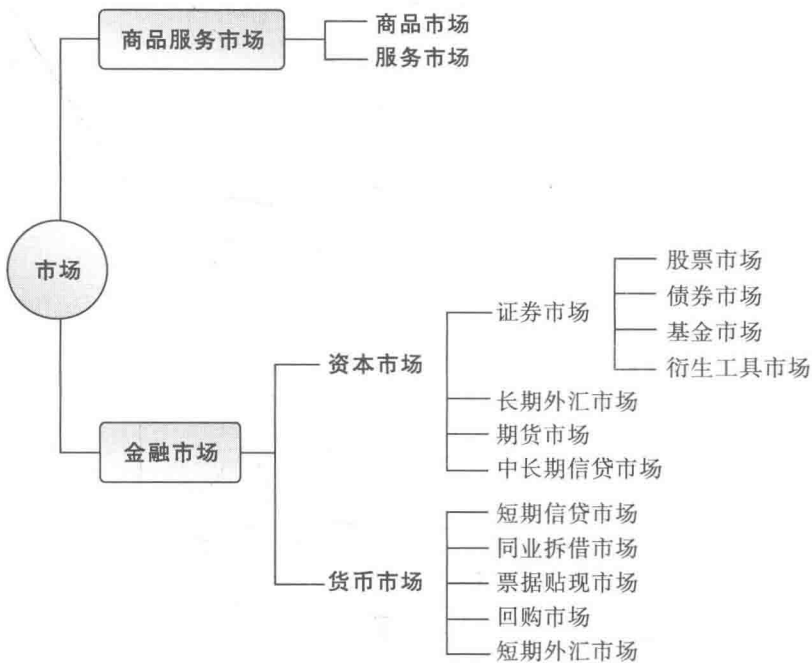 商品服务市场
商品市场
服务市场
市场
股票市场
债券市场
基金市场
衍生工具市场
证券市场
资本市场
长期外汇市场
期货市场
中长期信贷市场
金融市场
短期信贷市场
同业拆借市场
货币市场
票据贴现市场
回购市场
短期外汇市场